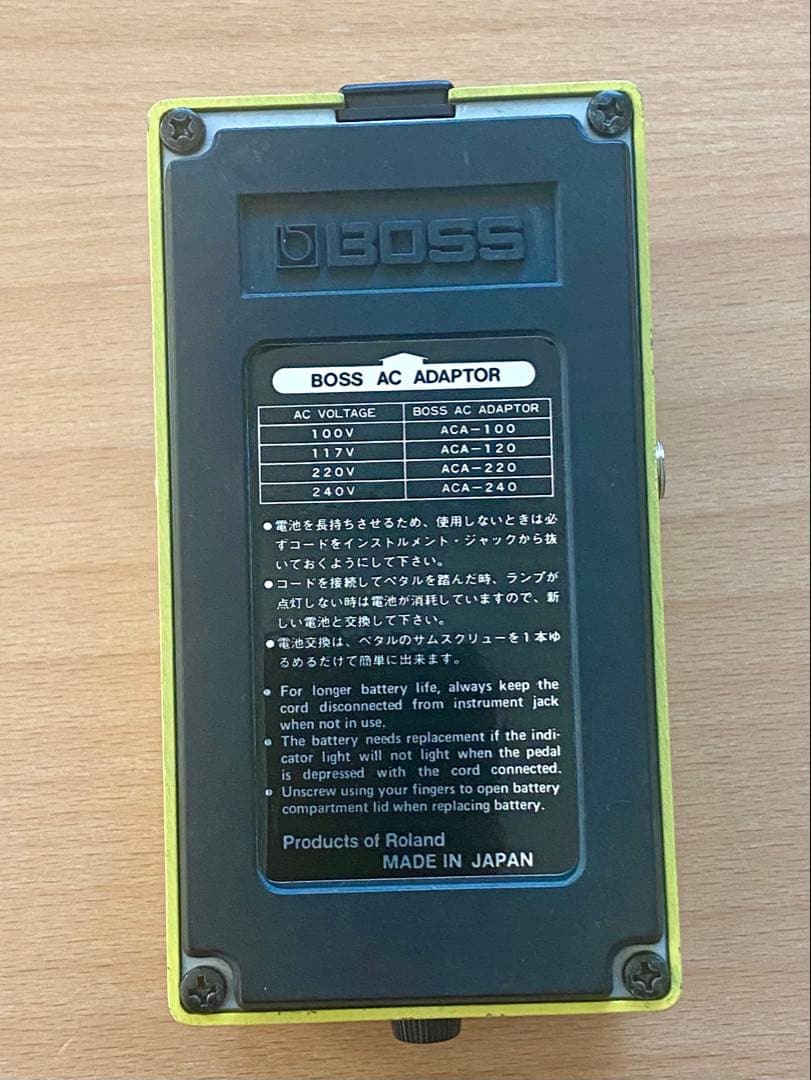 BOSS
BOSS AC ADAPTOR
AC VOLTAGE BOSS AC ADAPTOR
100V ACA-100
117V ACA-120
220V ACA-220
240V ACA-240
●電池を長持ちさせるため、使用しないときは必
ずコードをインストルメント・ジャックから抜
いておくようにして下さい。
●コードを接続してペタルを踏んだ時、ランプが
点灯しない時は電池が消耗していますので、新
しい電池と交換して下さい。
●電池交換は、ペタルのサムスクリューを1本ゆ
るめるだけで簡単に出来ます。
● For longer battery life, always keep the
cord disconnected from instrument jack
when not in use.
● The battery needs replacement if the indi-
cator light will not light when the pedal
is depressed with the cord connected.
● Unscrew using your fingers to open battery
compartment lid when replacing battery.
Products of Roland
MADE IN JAPAN